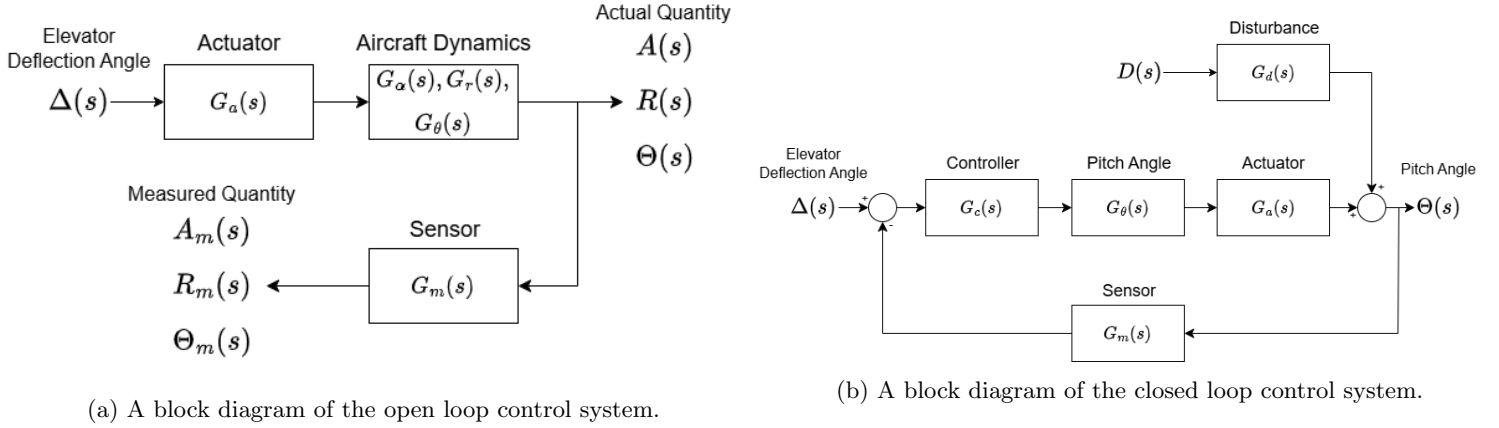 Elevator
Deflection Angle
Δ(s)
Actuator
G_a(s)
Aircraft Dynamics
G_α(s), G_r(s),
G_θ(s)
Actual Quantity
A(s)
R(s)
Θ(s)
Measured Quantity
A_m(s)
R_m(s)
Θ_m(s)
Sensor
G_m(s)
(a) A block diagram of the open loop control system.
Disturbance
D(s)
G_d(s)
Elevator
Deflection Angle
Δ(s)
+
-
Controller
G_c(s)
Pitch Angle
G_θ(s)
Actuator
G_a(s)
+
+
Pitch Angle
Θ(s)
Sensor
G_m(s)
(b) A block diagram of the closed loop control system.